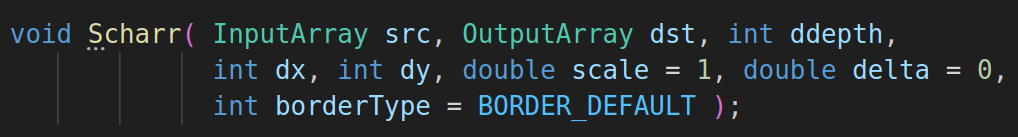 void Scharr( InputArray src, OutputArray dst, int ddepth,
int dx, int dy, double scale = 1, double delta = 0,
int borderType = BORDER_DEFAULT );